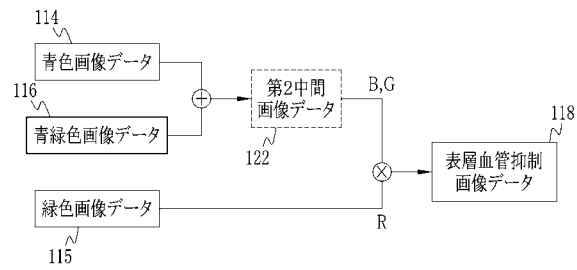 114
青色画像データ
116
青緑色画像データ
第2中間
画像データ
122
B,G
118
表層血管抑制
画像データ
緑色画像データ
115
R